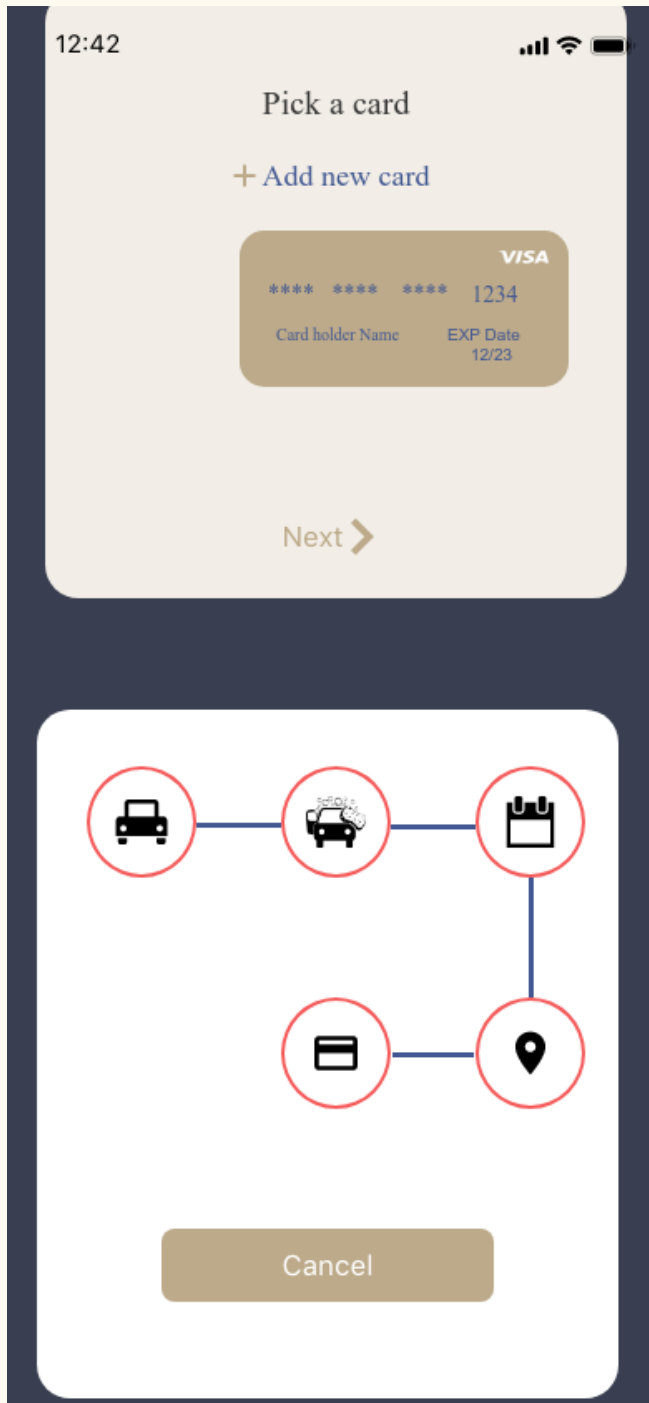 12:42
Pick a card
+ Add new card
VISA
**** **** **** 1234
Card holder Name EXP Date
12/23
Next
Cancel